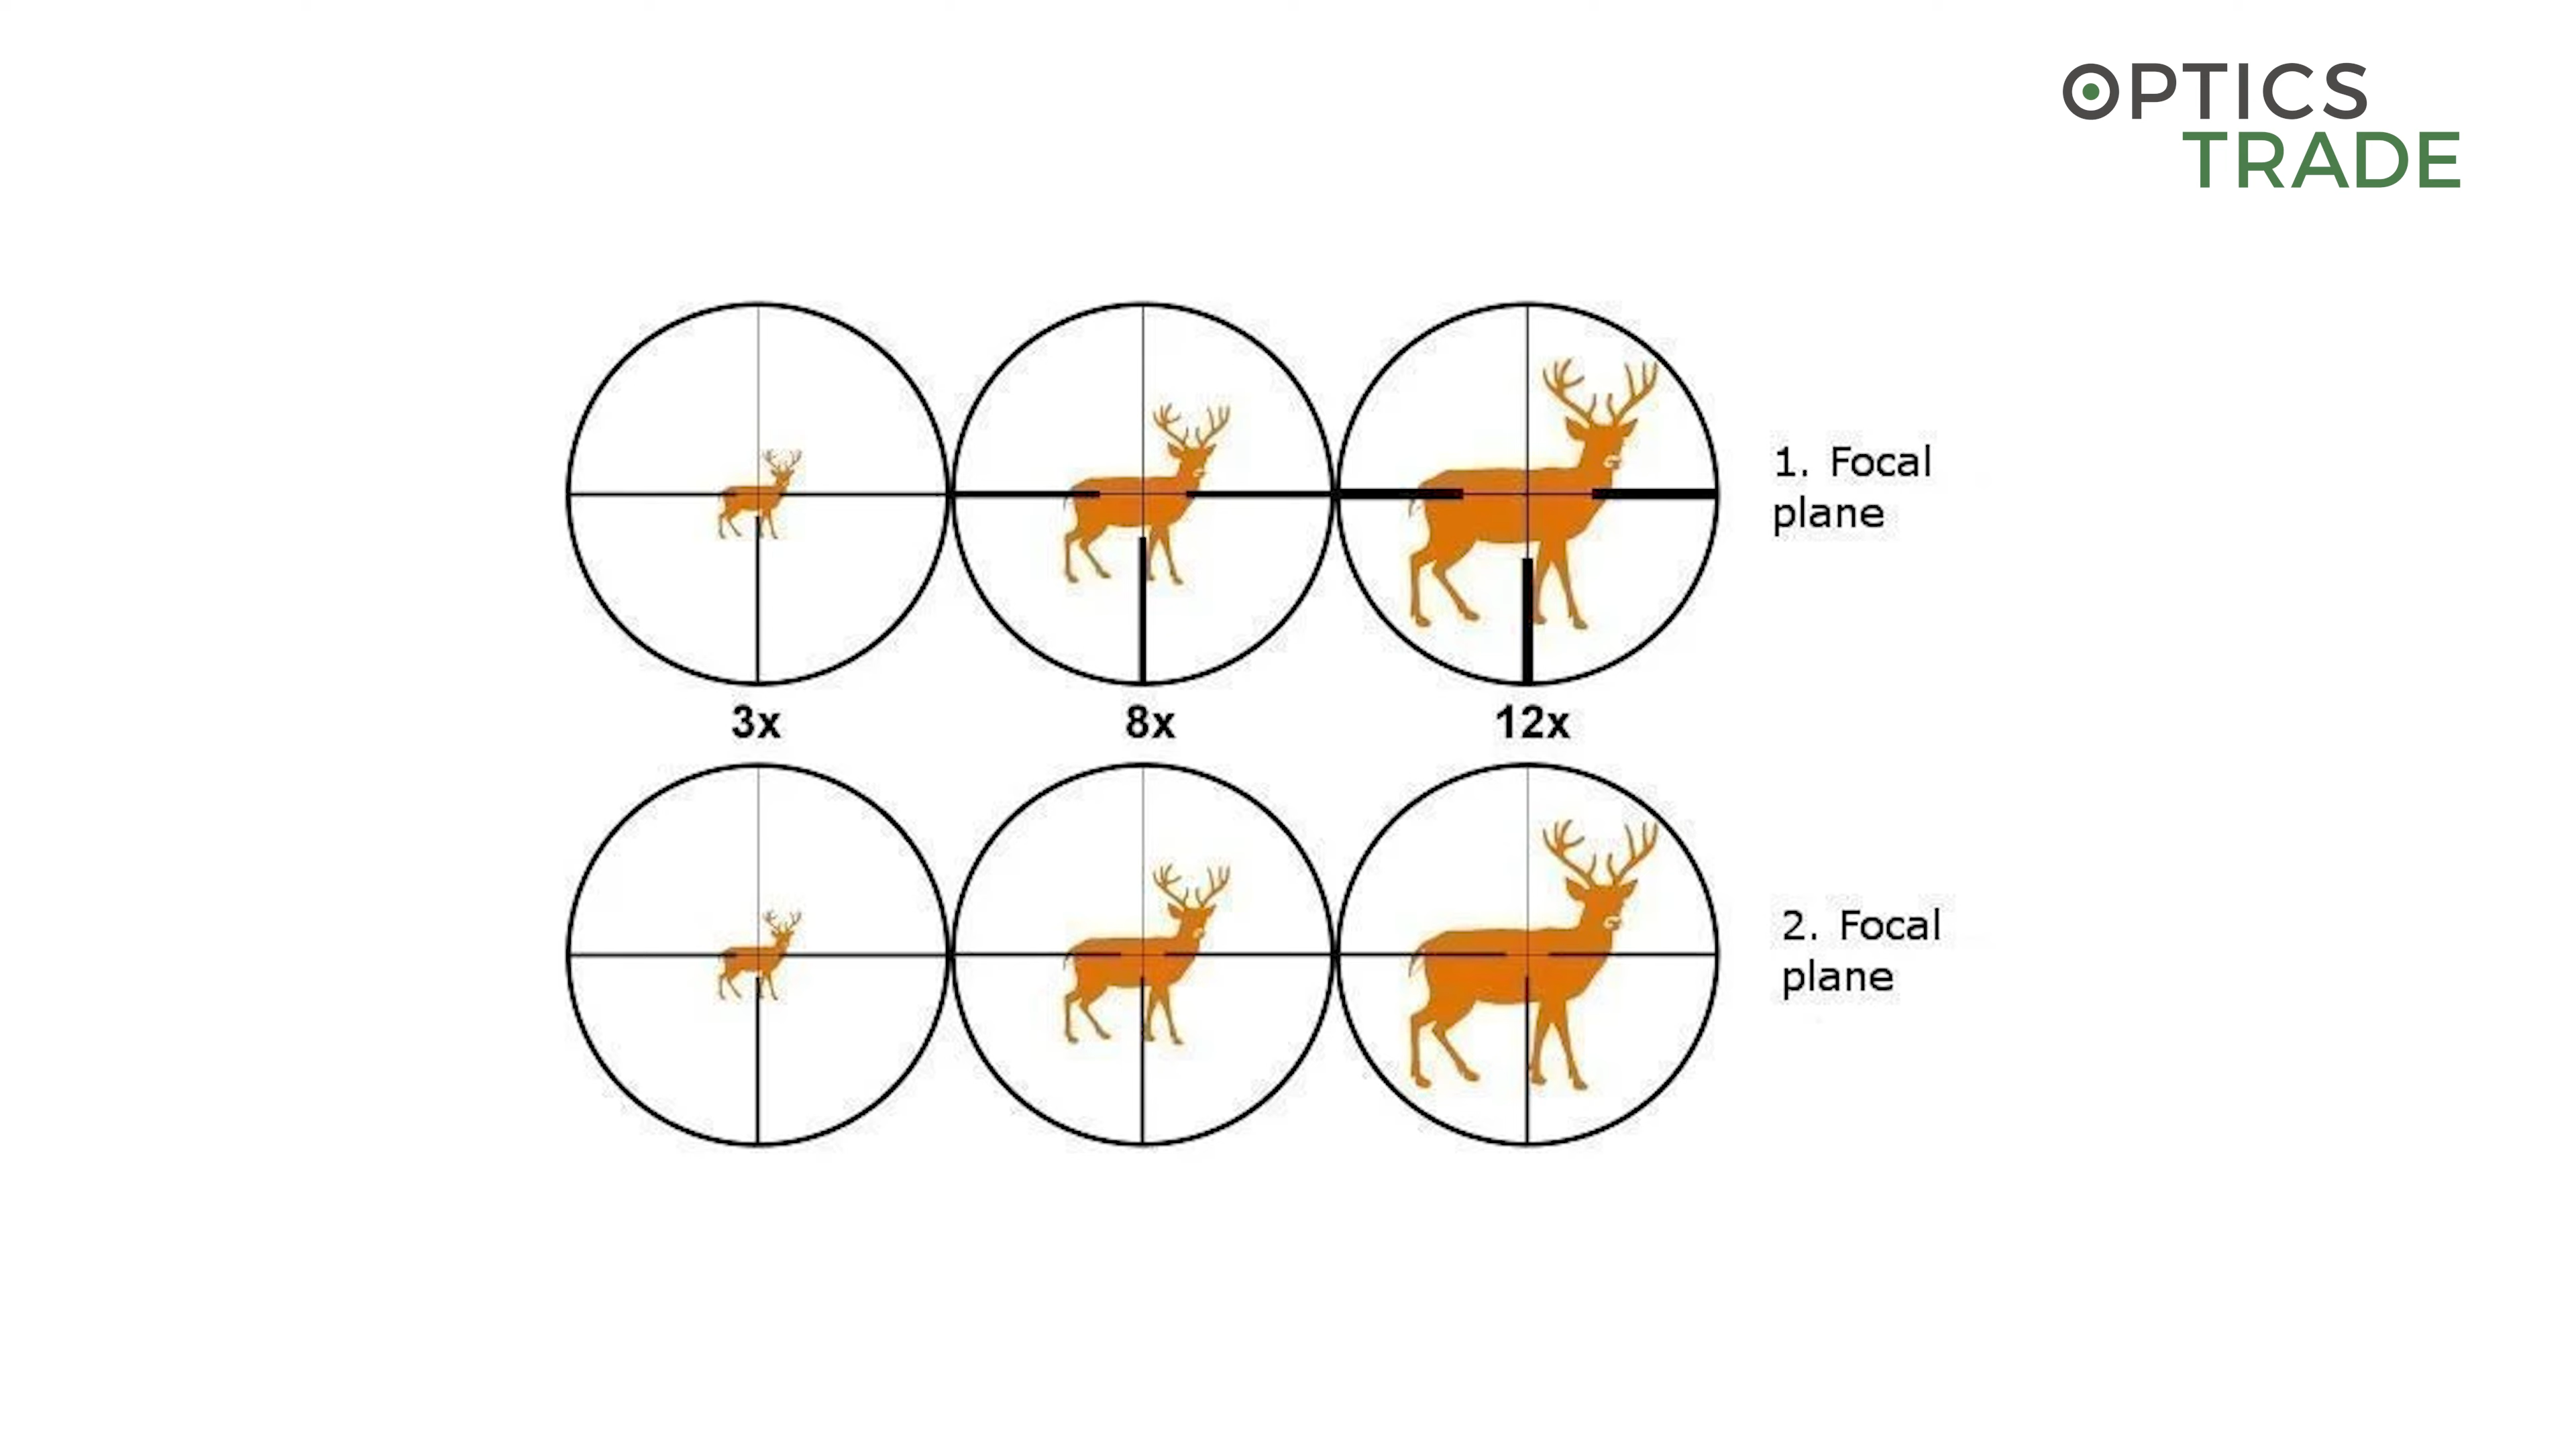 OPTICS
TRADE
1. Focal
plane
3x 8x 12x
2. Focal
plane